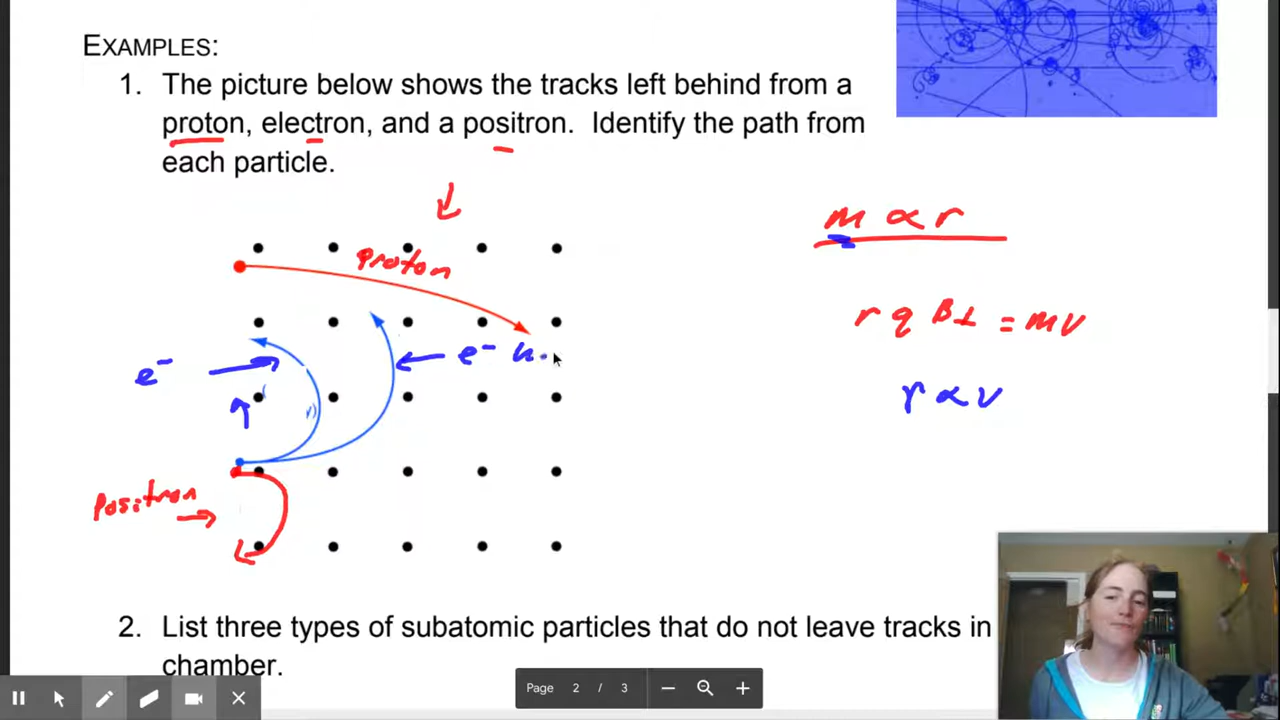 EXAMPLES:
1. The picture below shows the tracks left behind from a
proton, electron, and a positron. Identify the path from
each particle.
m ∝ r
proton
r q B⊥ = mv
e⁻
e⁻
r ∝ v
Positron
2. List three types of subatomic particles that do not leave tracks in
chamber.
Page 2 / 3